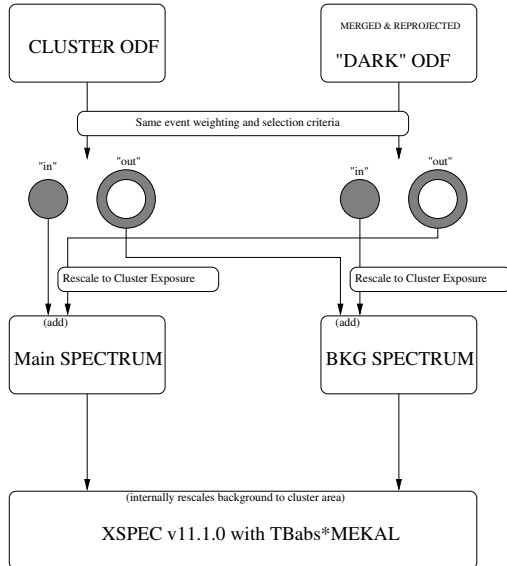 MERGED & REPROJECTED
CLUSTER ODF
"DARK" ODF
Same event weighting and selection criteria
"in"
"out"
"in"
"out"
Rescale to Cluster Exposure
Rescale to Cluster Exposure
(add)
(add)
Main SPECTRUM
BKG SPECTRUM
(internally rescales background to cluster area)
XSPEC v11.1.0 with TBabs*MEKAL